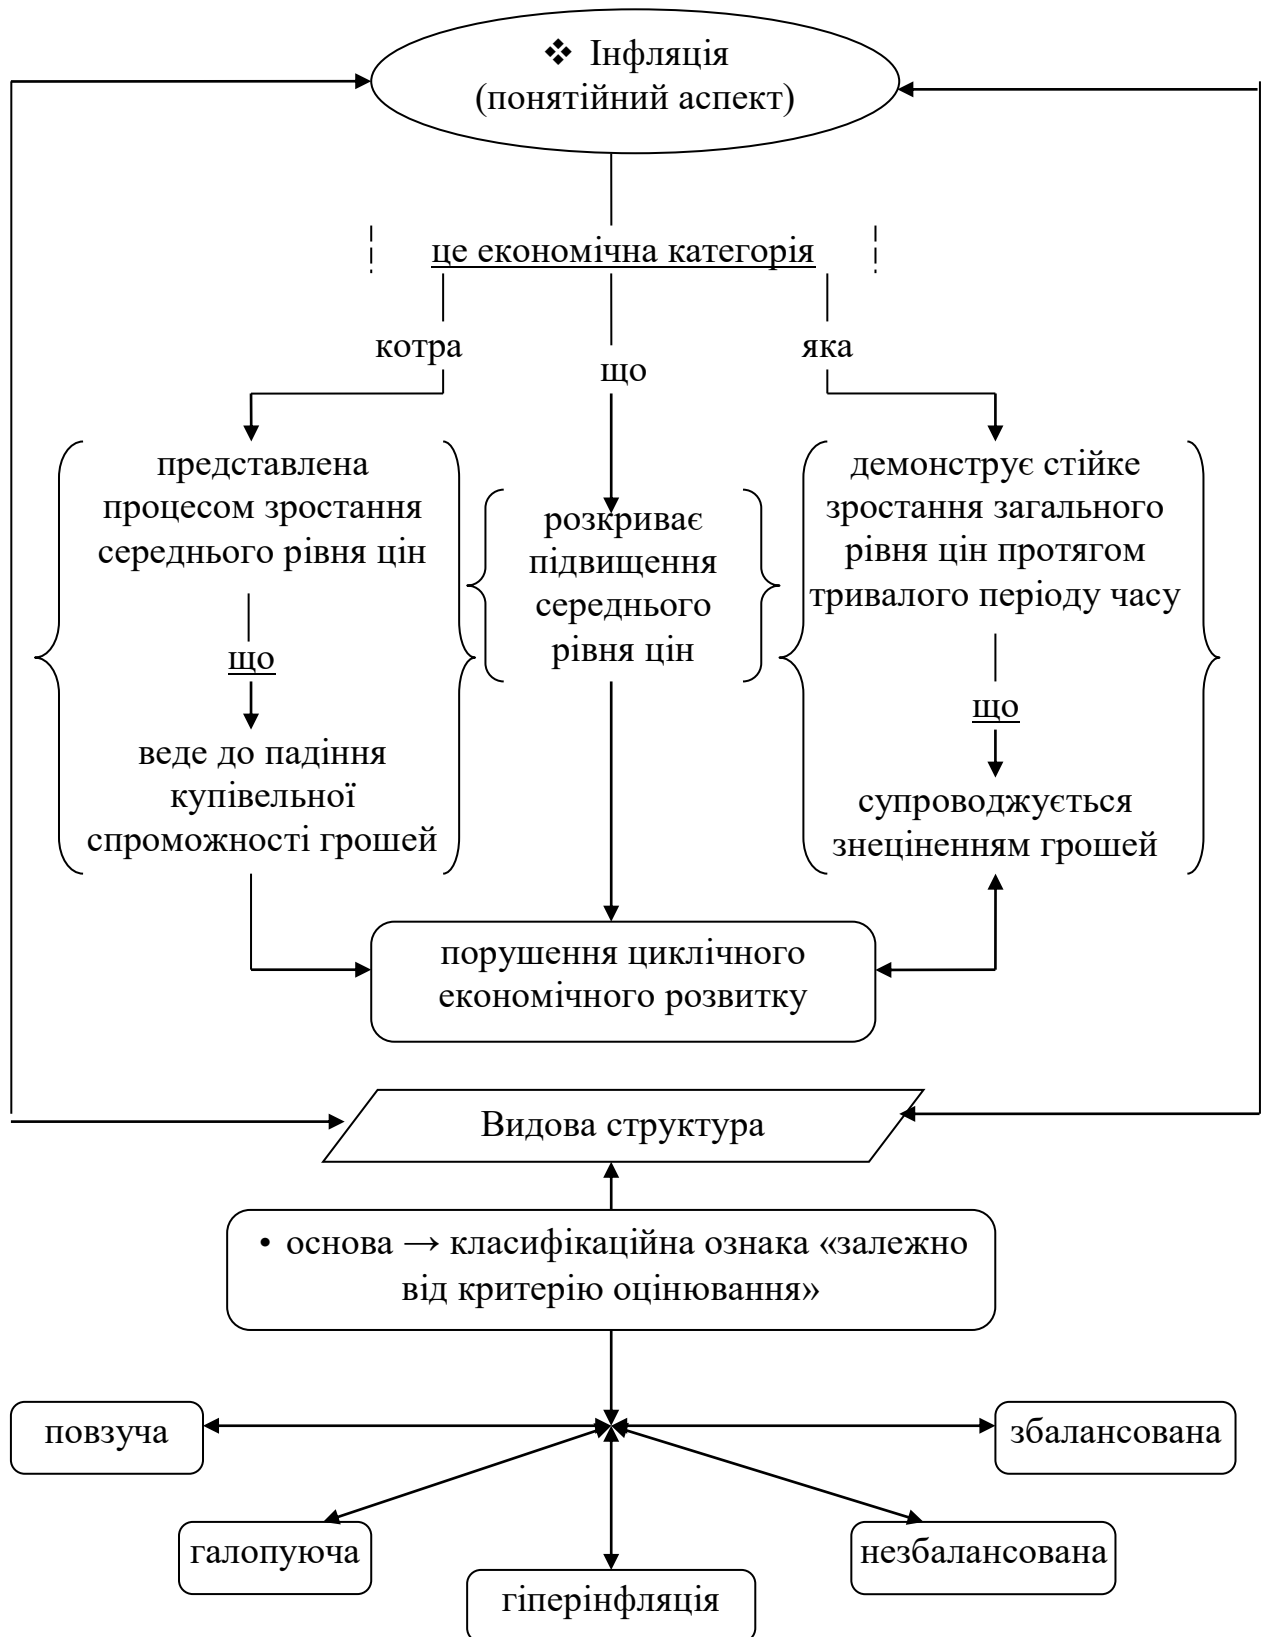 ❖ Інфляція
(понятійний аспект)
це економічна категорія
котра
що
яка
представлена
процесом зростання
середнього рівня цін
що
веде до падіння
купівельної
спроможності грошей
розкриває
підвищення
середнього
рівня цін
демонструє стійке
зростання загального
рівня цін протягом
тривалого періоду часу
що
супроводжується
знеціненням грошей
порушення циклічного
економічного розвитку
Видова структура
• основа → класифікаційна ознака «залежно
від критерію оцінювання»
повзуча
збалансована
галопуюча
незбалансована
гіперінфляція